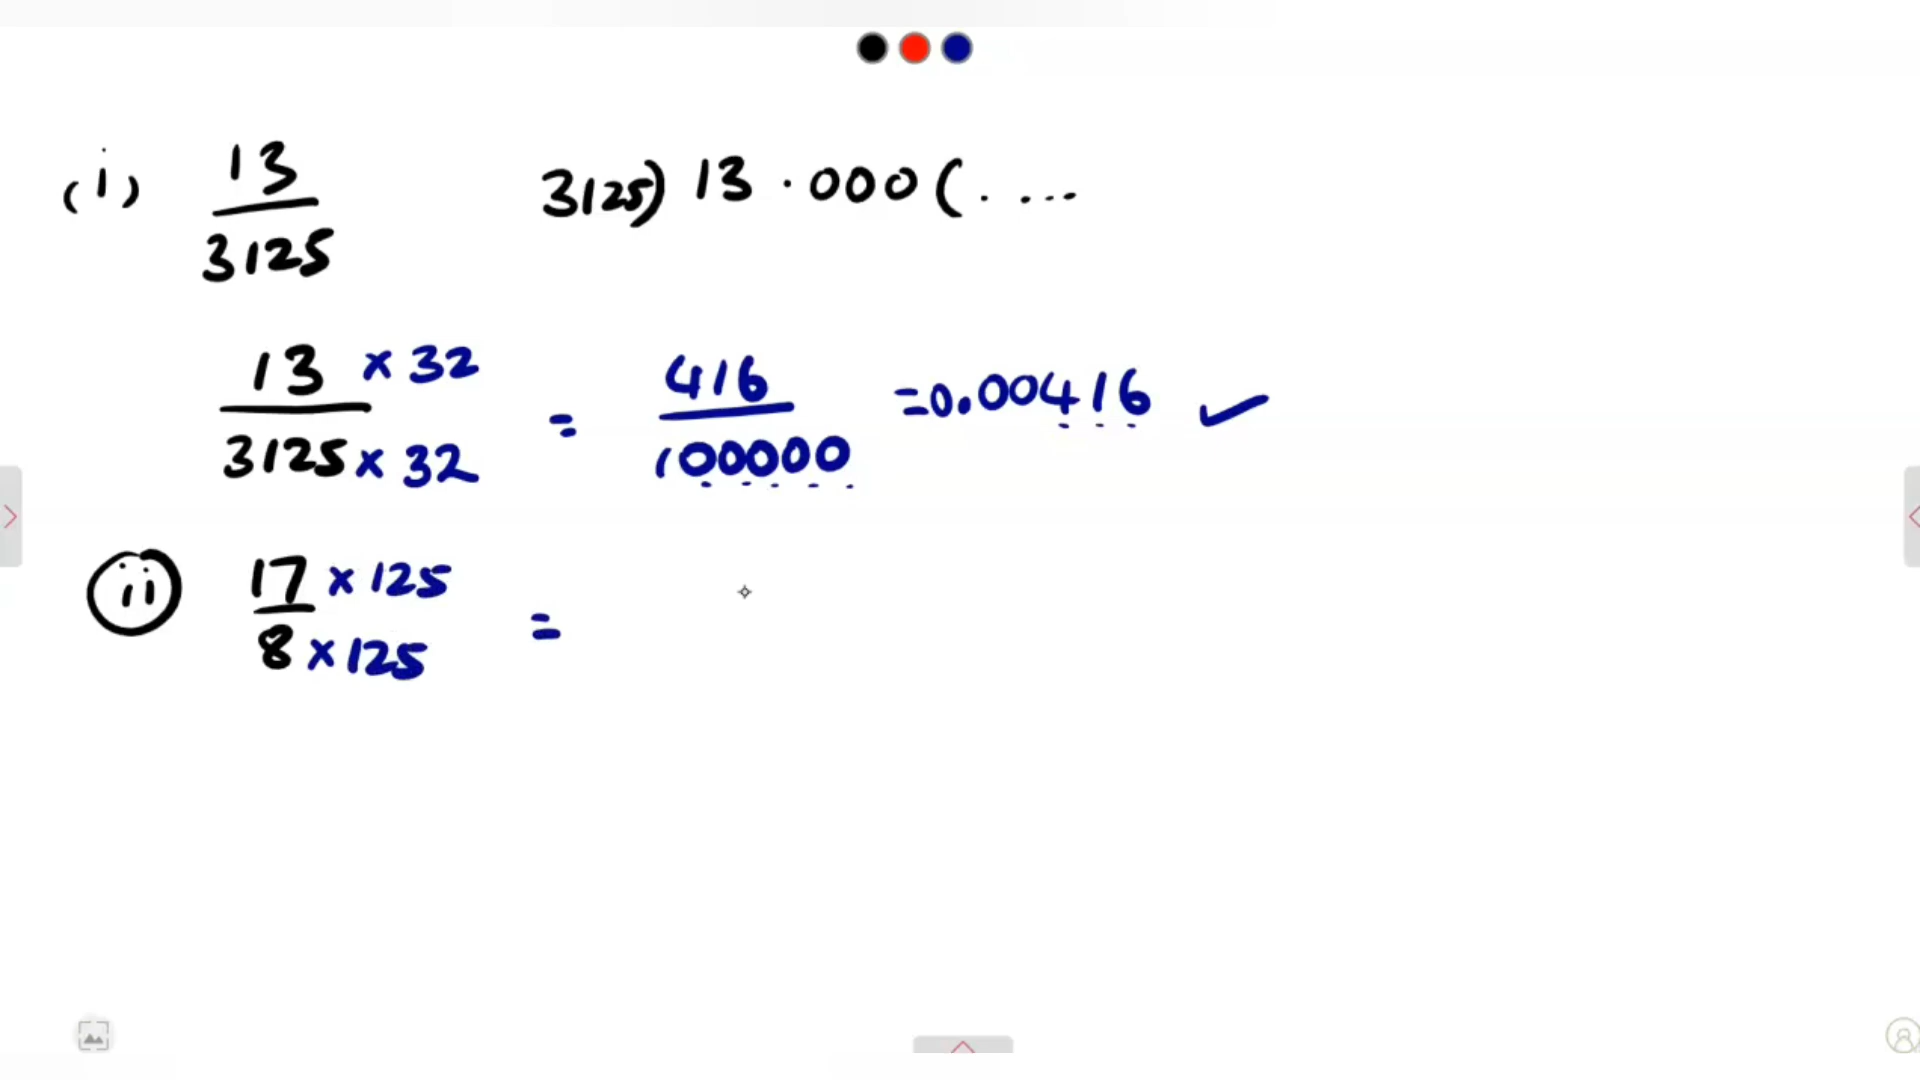 (i) 13/3125 3125) 13.000 (. ....
13 × 32 / 3125 × 32 = 416/100000 = 0.00416 ✓
(ii) 17 × 125 / 8 × 125 =